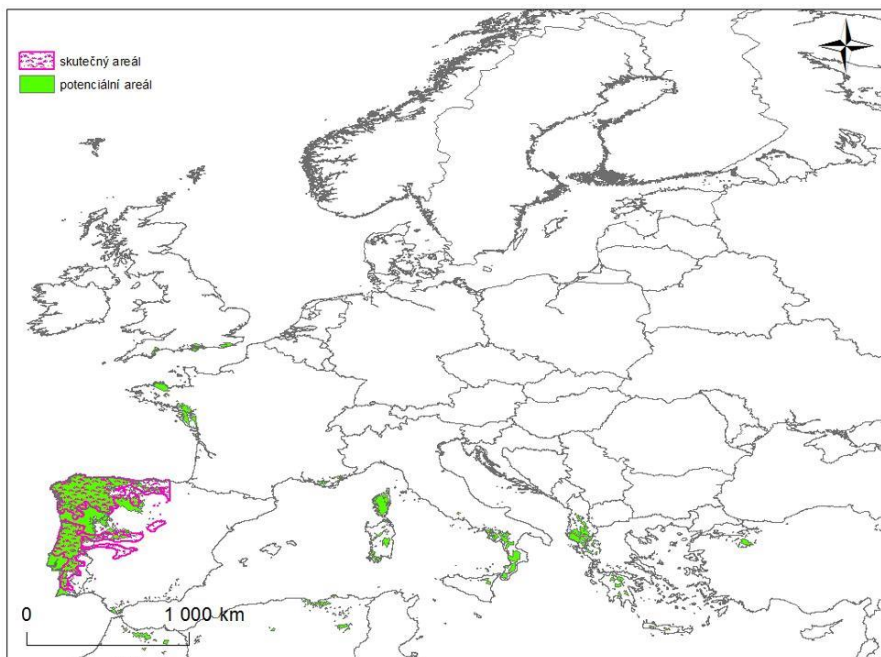 skutečný areál
potenciální areál
0 1 000 km